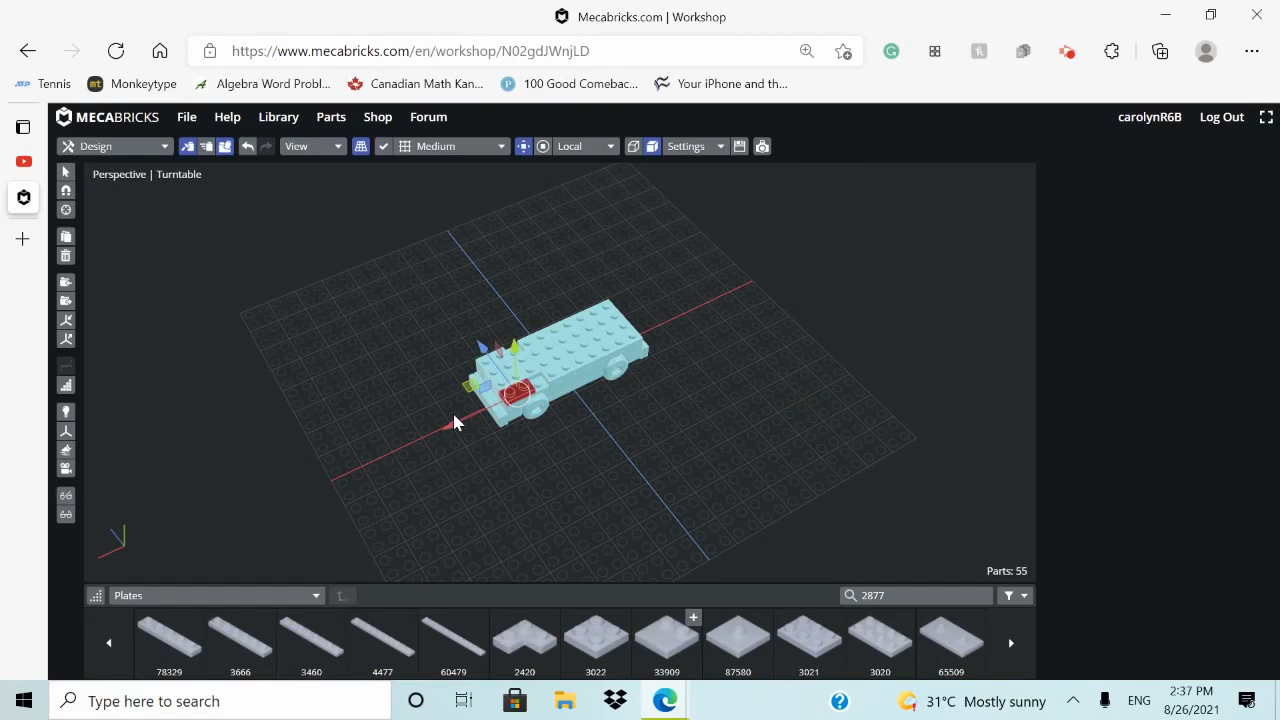 Mecabricks.com | Workshop
https://www.mecabricks.com/en/workshop/N02gdJWnjLD
ATP Tennis
mt Monkeytype
Algebra Word Probl...
Canadian Math Kan...
P 100 Good Comebac...
Your iPhone and th...
MECABRICKS
File
Help
Library
Parts
Shop
Forum
carolynR6B
Log Out
Design
View
Medium
Local
Settings
Perspective | Turntable
Parts: 55
Plates
2877
78329
3666
3460
4477
60479
2420
3022
33909
87580
3021
3020
65509
Type here to search
31°C Mostly sunny
ENG
2:37 PM
8/26/2021